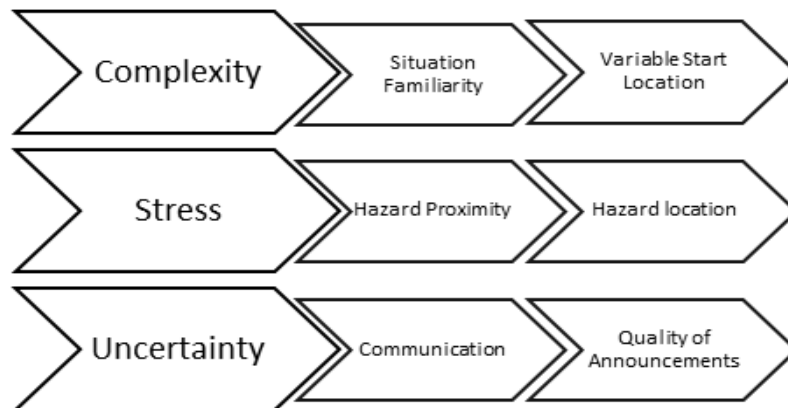 Complexity
Situation
Familiarity
Variable Start
Location
Stress
Hazard Proximity
Hazard location
Uncertainty
Communication
Quality of
Announcements